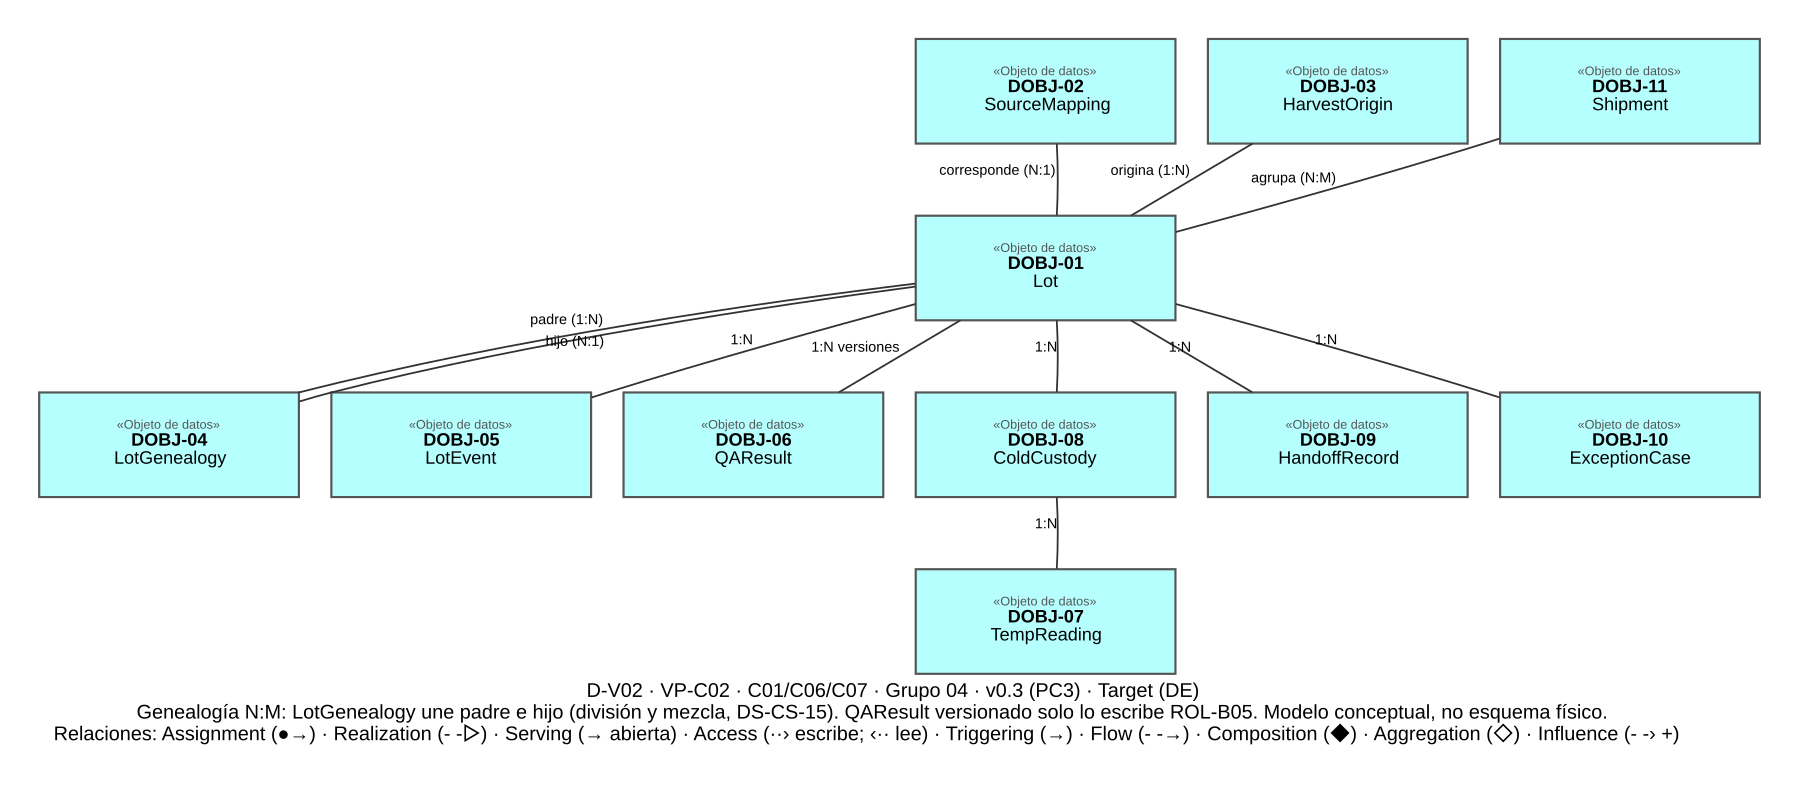 «Objeto de datos»
DOBJ-02
SourceMapping
«Objeto de datos»
DOBJ-03
HarvestOrigin
«Objeto de datos»
DOBJ-11
Shipment
corresponde (N:1)
origina (1:N)
agrupa (N:M)
«Objeto de datos»
DOBJ-01
Lot
padre (1:N)
hijo (N:1)
1:N
1:N versiones
1:N
1:N
1:N
«Objeto de datos»
DOBJ-04
LotGenealogy
«Objeto de datos»
DOBJ-05
LotEvent
«Objeto de datos»
DOBJ-06
QAResult
«Objeto de datos»
DOBJ-08
ColdCustody
«Objeto de datos»
DOBJ-09
HandoffRecord
«Objeto de datos»
DOBJ-10
ExceptionCase
1:N
«Objeto de datos»
DOBJ-07
TempReading
D-V02 · VP-C02 · C01/C06/C07 · Grupo 04 · v0.3 (PC3) · Target (DE)
Genealogía N:M: LotGenealogy une padre e hijo (división y mezcla, DS-CS-15). QAResult versionado solo lo escribe ROL-B05. Modelo conceptual, no esquema físico.
Relaciones: Assignment (●→) · Realization (- -▷) · Serving (→ abierta) · Access (··› escribe; ‹·· lee) · Triggering (→) · Flow (- -→) · Composition (◆) · Aggregation (◇) · Influence (- -› +)